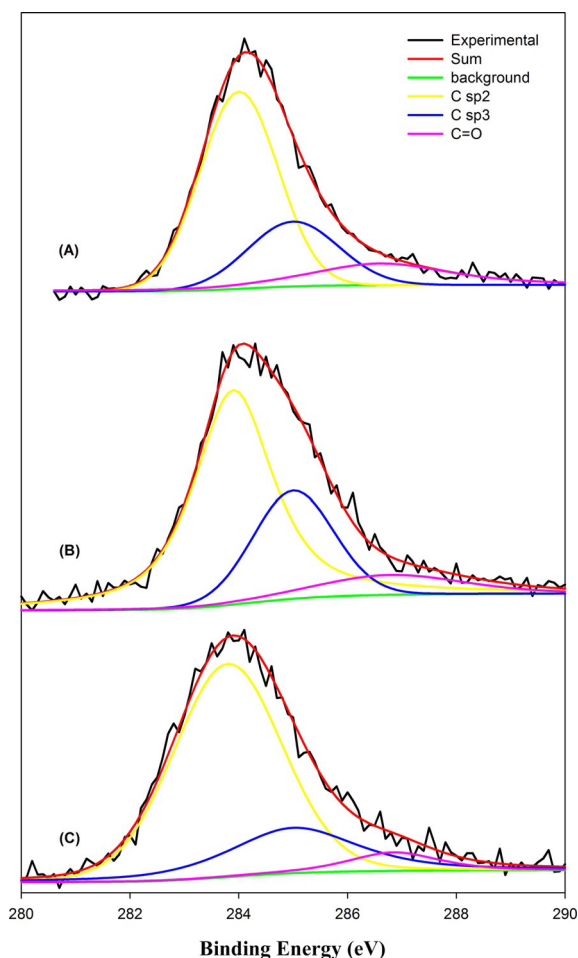 Experimental
Sum
background
C sp2
C sp3
C=O
(A)
(B)
(C)
280 282 284 286 288 290
Binding Energy (eV)